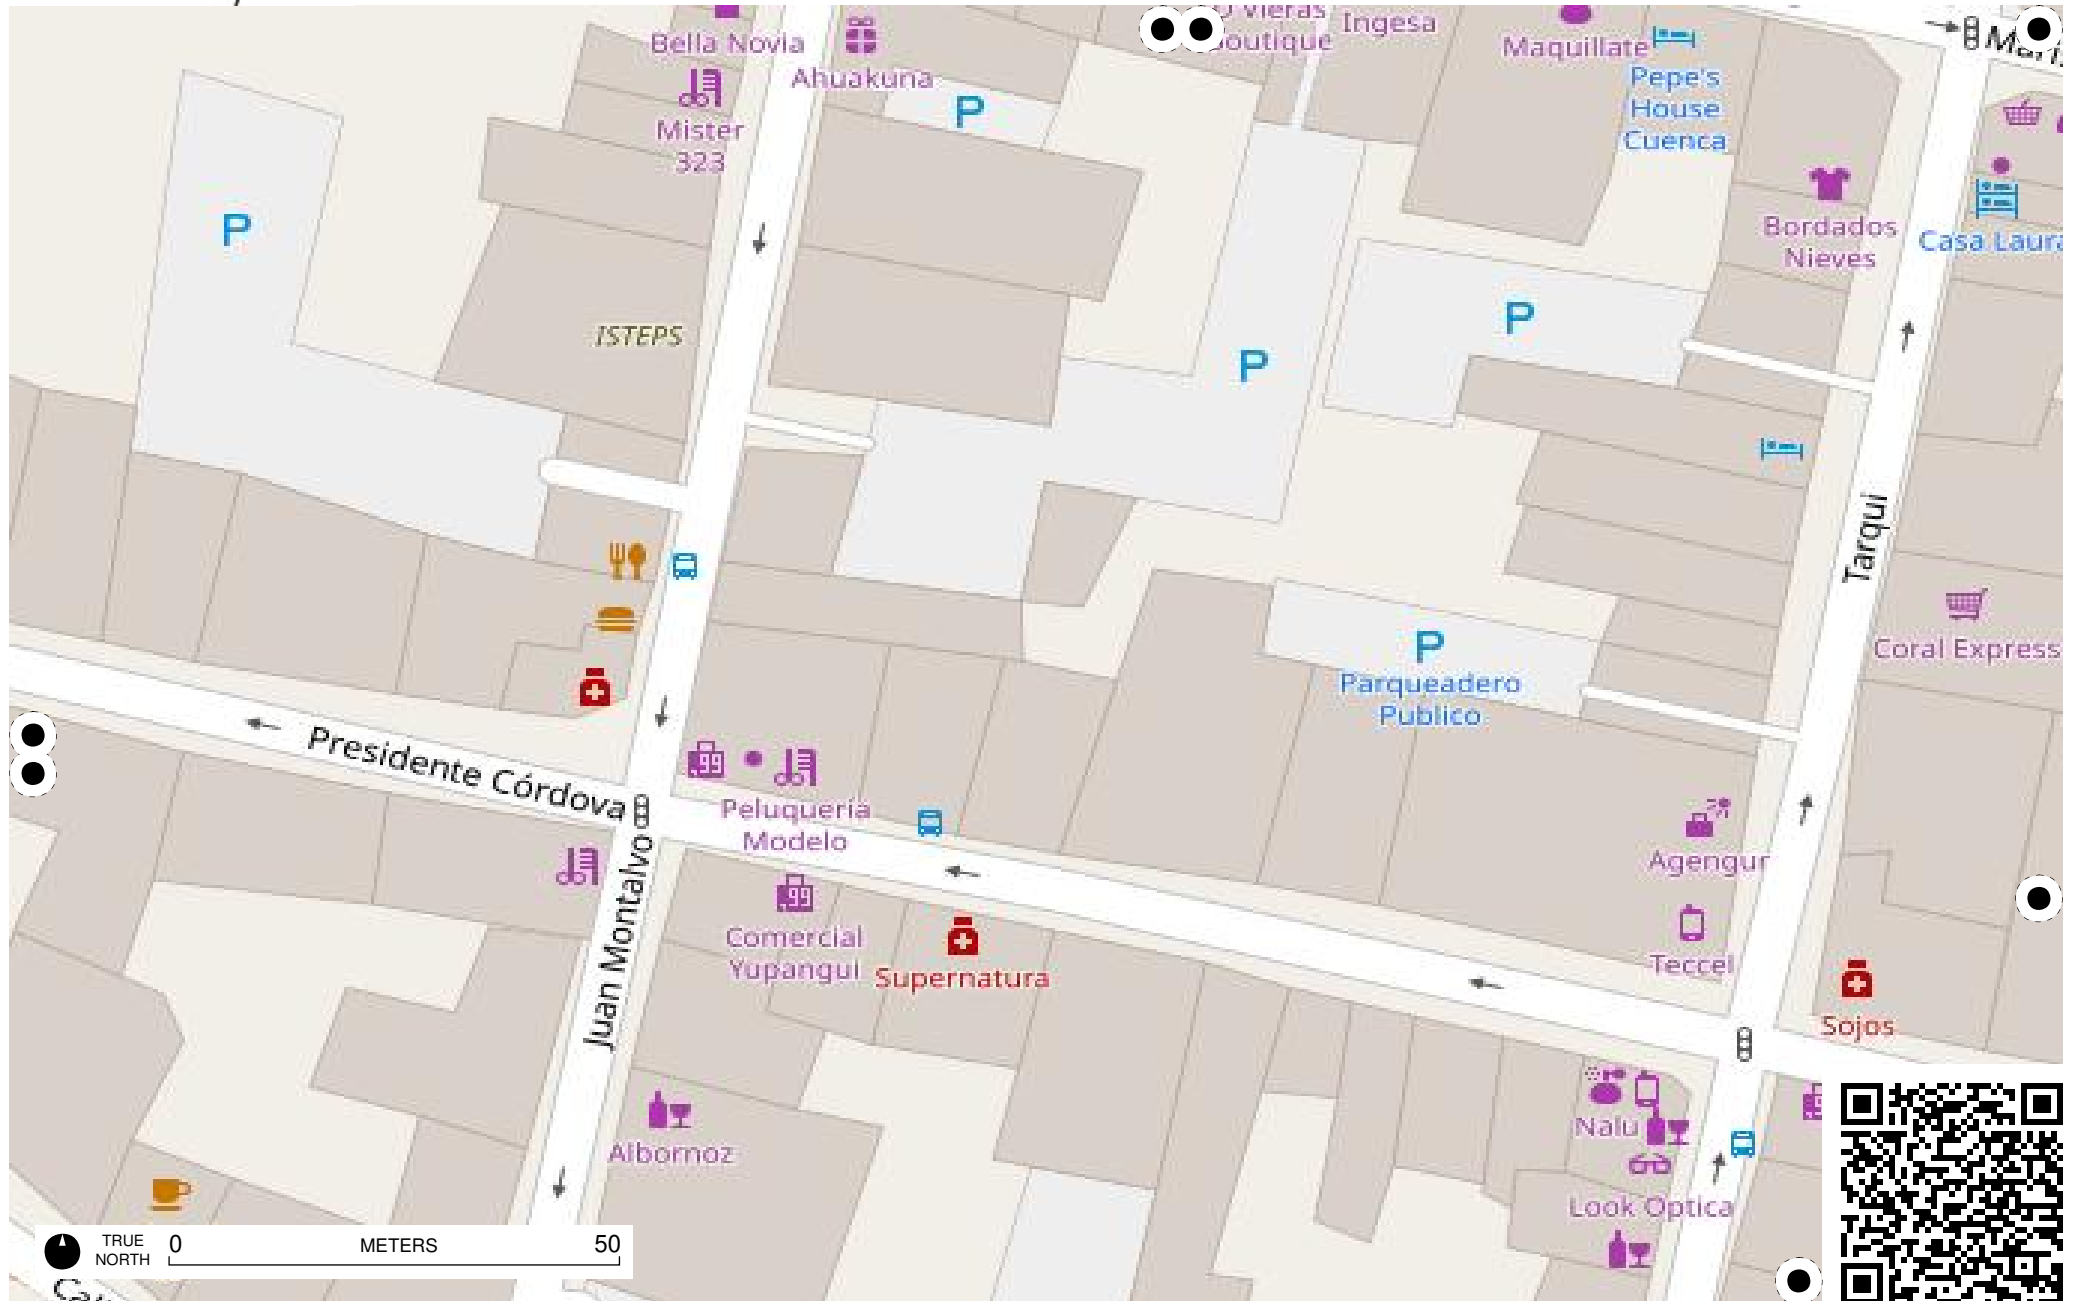 Vieras
Boutique
Ingesa
Bella Novia
Ahuakuna
Maquillate
Pepe's
House
Cuenca
P
Mister
323
P
Bordados
Nieves
Casa Laura
P
ISTEPS
P
Tarqui
Coral Express
P
Parqueadero
Publico
Presidente Córdova
Peluquería
Modelo
Agengur
Juan Montalvo
Comercial
Yupangui
Supernatura
Teccel
Sojos
Nalu
Albornoz
Look Optica
TRUE
NORTH
0
METERS
50